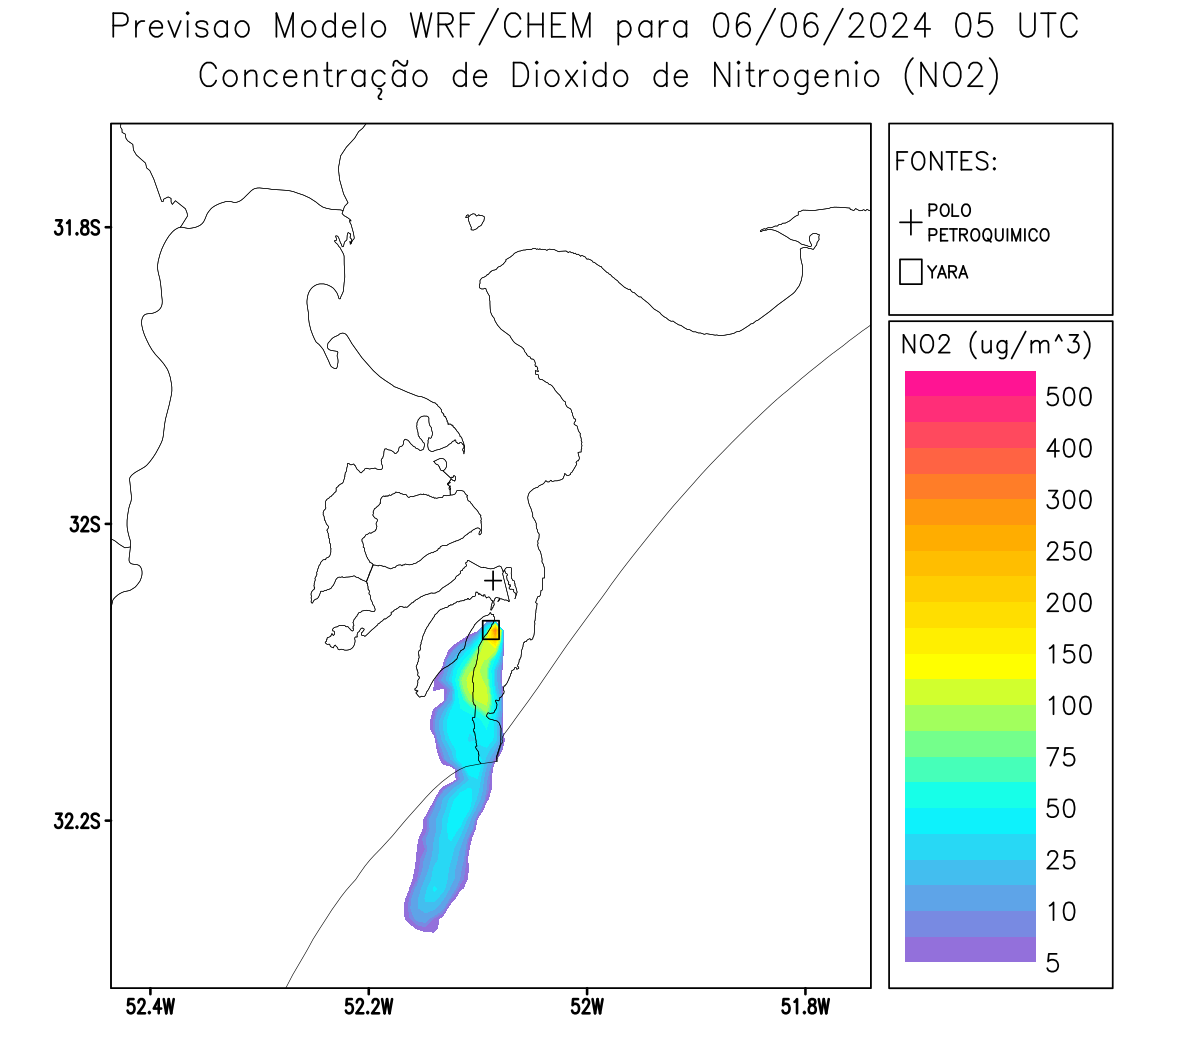 Previsao Modelo WRF/CHEM para 06/06/2024 05 UTC
Concentração de Dioxido de Nitrogenio (NO2)
FONTES:
POLO
PETROQUIMICO
YARA
NO2 (ug/m^3)
500
400
300
250
200
150
100
75
50
25
10
5
31.8S
32S
32.2S
52.4W
52.2W
52W
51.8W